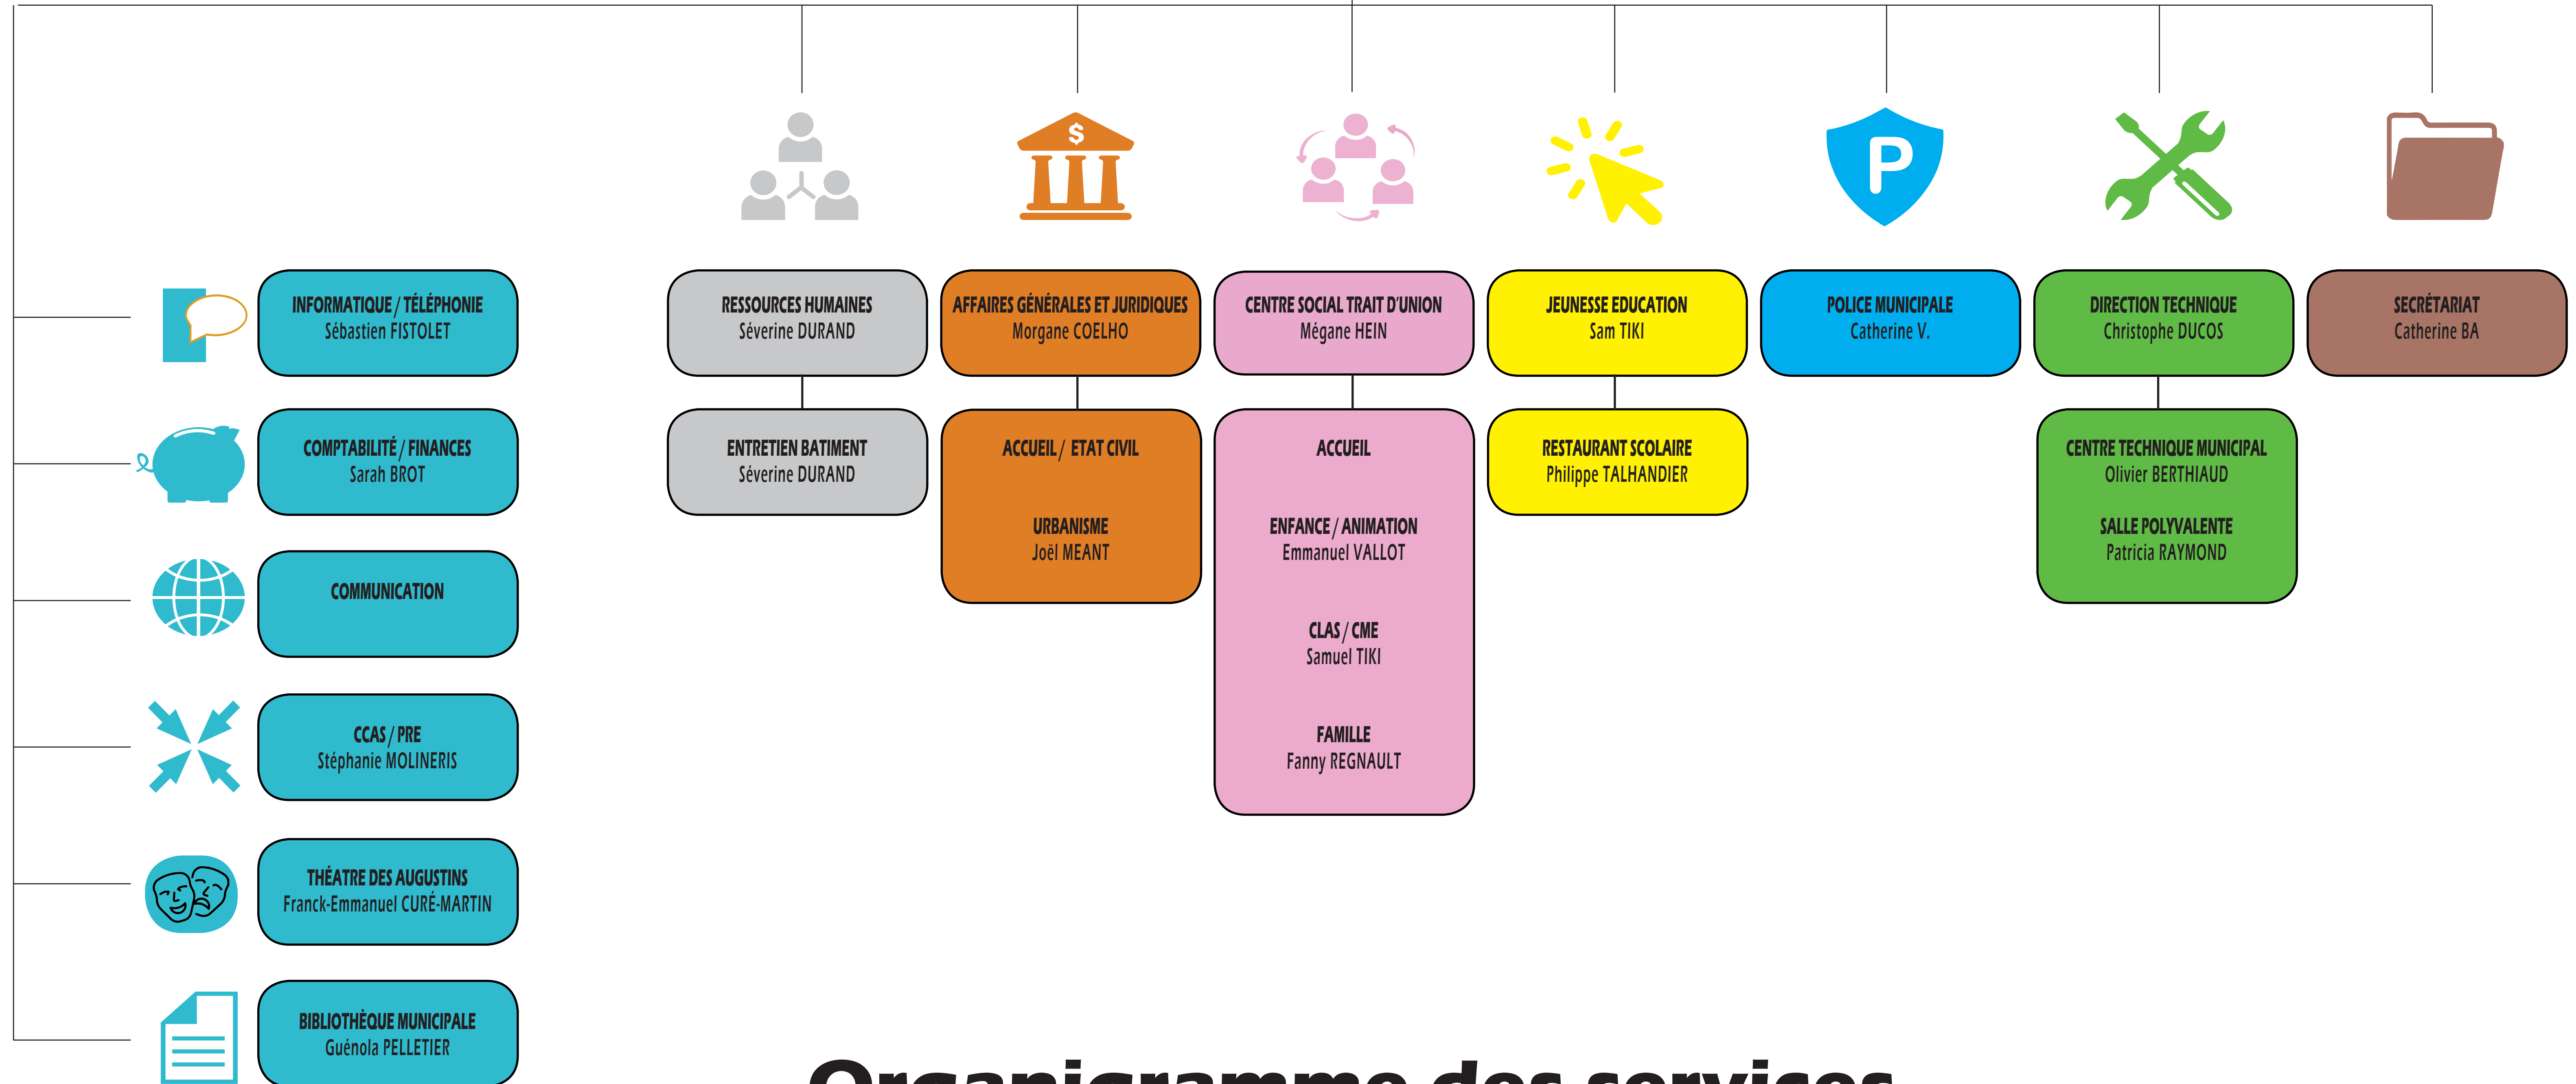 $
P
INFORMATIQUE / TÉLÉPHONIE
Sébastien FISTOLET
COMPTABILITÉ / FINANCES
Sarah BROT
COMMUNICATION
CCAS / PRE
Stéphanie MOLINERIS
THÉATRE DES AUGUSTINS
Franck-Emmanuel CURÉ-MARTIN
BIBLIOTHÈQUE MUNICIPALE
Guénola PELLETIER
RESSOURCES HUMAINES
Séverine DURAND
ENTRETIEN BATIMENT
Séverine DURAND
AFFAIRES GÉNÉRALES ET JURIDIQUES
Morgane COELHO
ACCUEIL / ETAT CIVIL
URBANISME
Joël MEANT
CENTRE SOCIAL TRAIT D'UNION
Mégane HEIN
ACCUEIL
ENFANCE / ANIMATION
Emmanuel VALLOT
CLAS / CME
Samuel TIKI
FAMILLE
Fanny REGNAULT
JEUNESSE EDUCATION
Sam TIKI
RESTAURANT SCOLAIRE
Philippe TALHANDIER
POLICE MUNICIPALE
Catherine V.
DIRECTION TECHNIQUE
Christophe DUCOS
CENTRE TECHNIQUE MUNICIPAL
Olivier BERTHIAUD
SALLE POLYVALENTE
Patricia RAYMOND
SECRÉTARIAT
Catherine BA
Organigramme des services